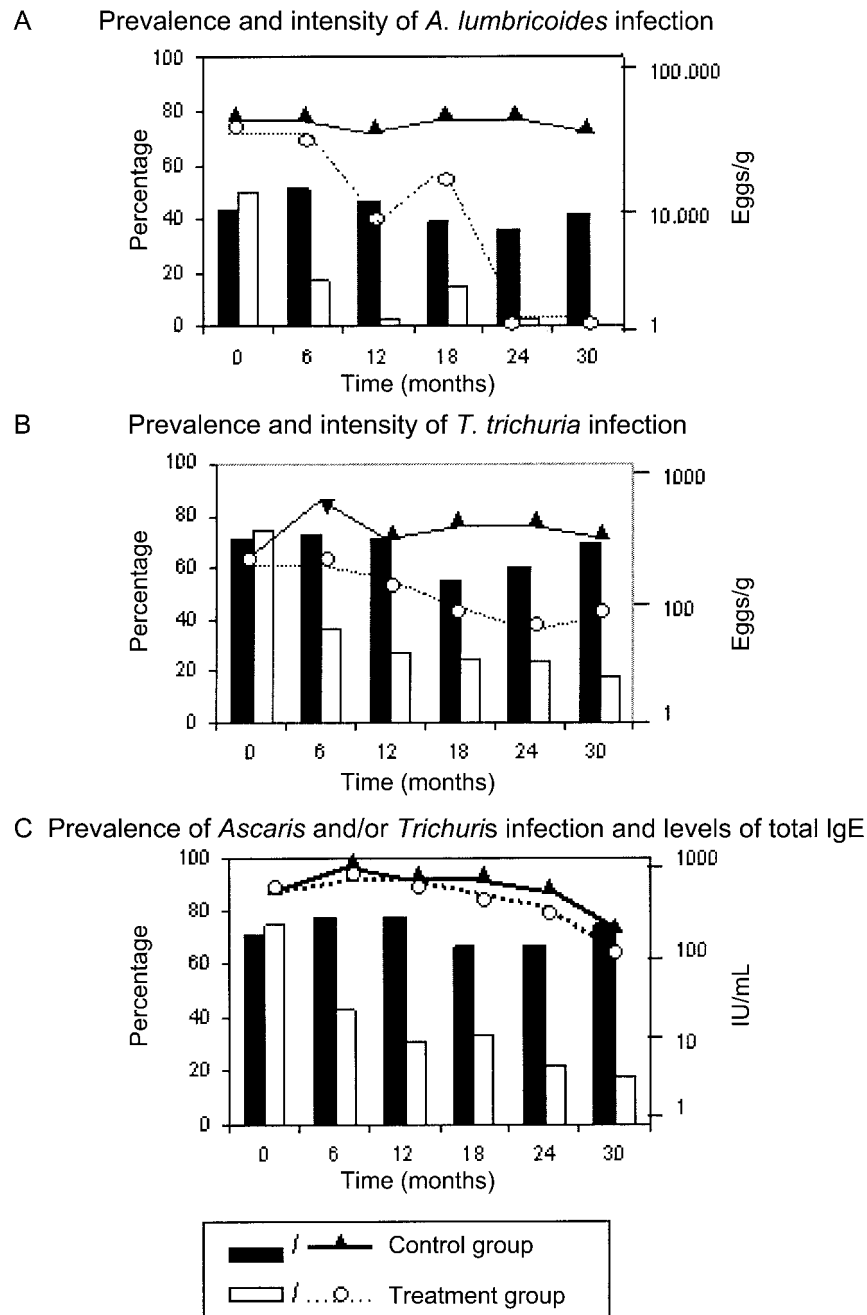 A Prevalence and intensity of A. lumbricoides infection
100
80
60
40
20
0
Percentage
100.000
10.000
1
Eggs/g
0 6 12 18 24 30
Time (months)
B Prevalence and intensity of T. trichuria infection
100
80
60
40
20
0
Percentage
1000
100
1
Eggs/g
0 6 12 18 24 30
Time (months)
C Prevalence of Ascaris and/or Trichuris infection and levels of total IgE
100
80
60
40
20
0
Percentage
1000
100
10
1
IU/mL
0 6 12 18 24 30
Time (months)
/ Control group
/ Treatment group